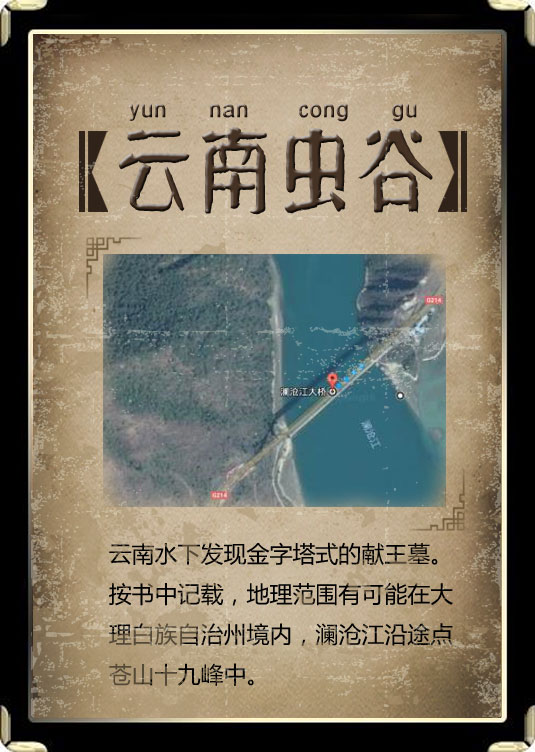 yun nan cong gu
【云南虫谷】
G214
澜沧江大桥
澜沧江
G214
云南水下发现金字塔式的献王墓。
按书中记载，地理范围有可能在大
理白族自治州境内，澜沧江沿途点
苍山十九峰中。